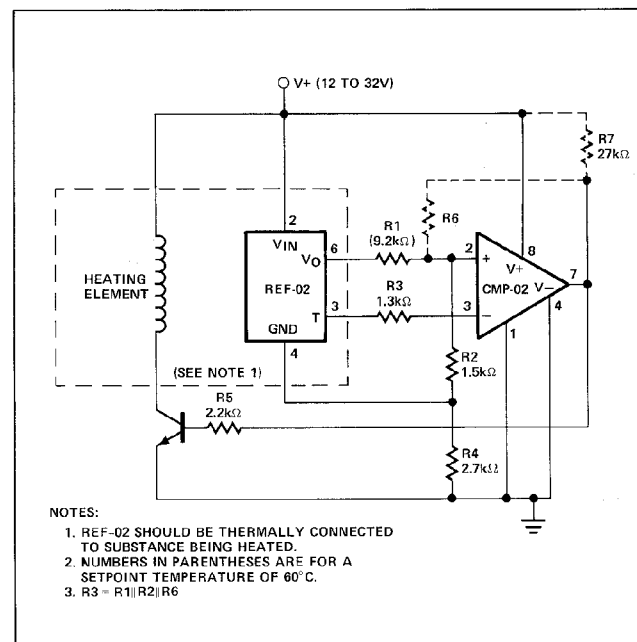 V+ (12 TO 32V)
R7
27kΩ
R1
(9.2kΩ)
R6
2
VIN
6
VO
2
+
8
V+
7
HEATING
ELEMENT
REF-02
R3
1.3kΩ
CMP-02
V−
4
T
3
3
−
GND
1
4
R2
1.5kΩ
(SEE NOTE 1)
R5
2.2kΩ
R4
2.7kΩ
NOTES:
1. REF-02 SHOULD BE THERMALLY CONNECTED
TO SUBSTANCE BEING HEATED.
2. NUMBERS IN PARENTHESES ARE FOR A
SETPOINT TEMPERATURE OF 60°C.
3. R3 = R1||R2||R6